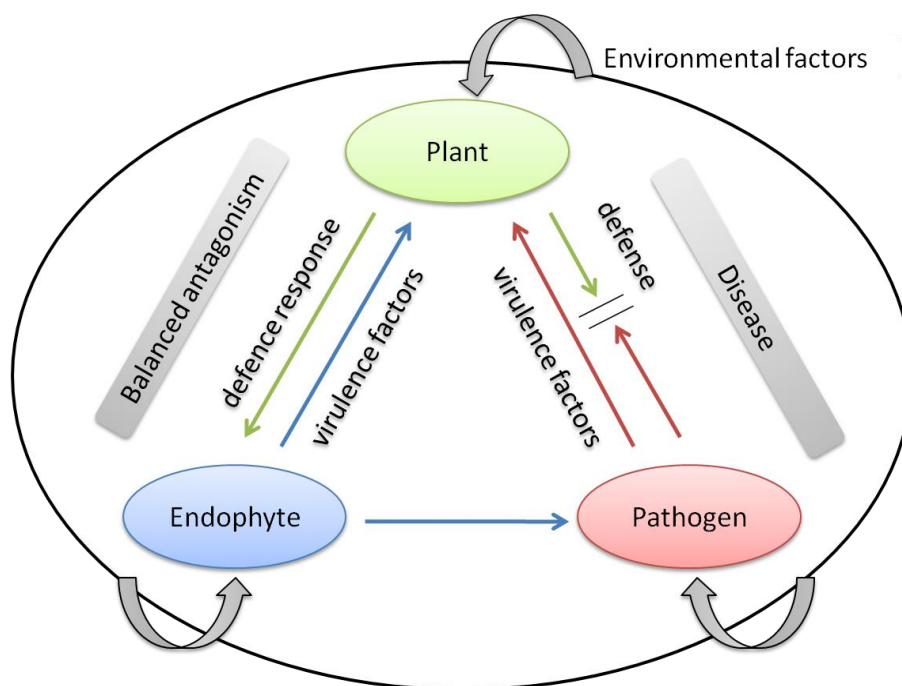 Environmental factors
Plant
Balanced antagonism
defence response
virulence factors
virulence factors
defense
Disease
Endophyte
Pathogen